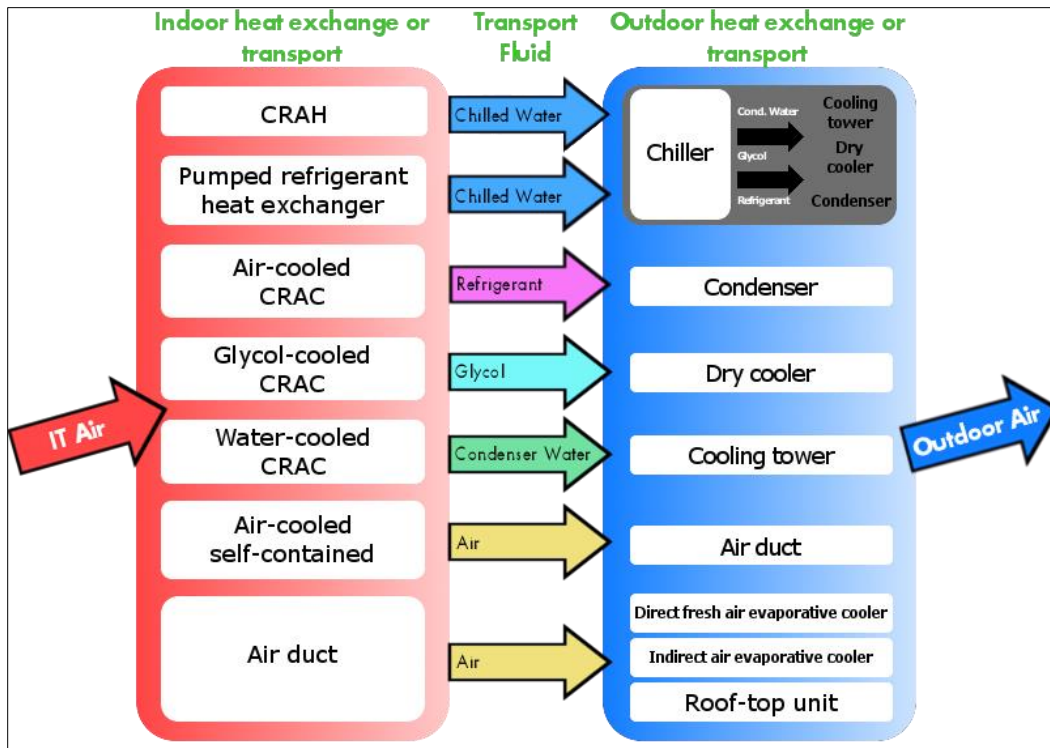 Indoor heat exchange or
transport
Transport
Fluid
Outdoor heat exchange or
transport
CRAH
Chilled Water
Chiller
Cond. Water
Glycol
Refrigerant
Cooling
tower
Dry
cooler
Condenser
Pumped refrigerant
heat exchanger
Chilled Water
Air-cooled
CRAC
Refrigerant
Condenser
Glycol-cooled
CRAC
Glycol
Dry cooler
IT Air
Outdoor Air
Water-cooled
CRAC
Condenser Water
Cooling tower
Air-cooled
self-contained
Air
Air duct
Air duct
Air
Direct fresh air evaporative cooler
Indirect air evaporative cooler
Roof-top unit